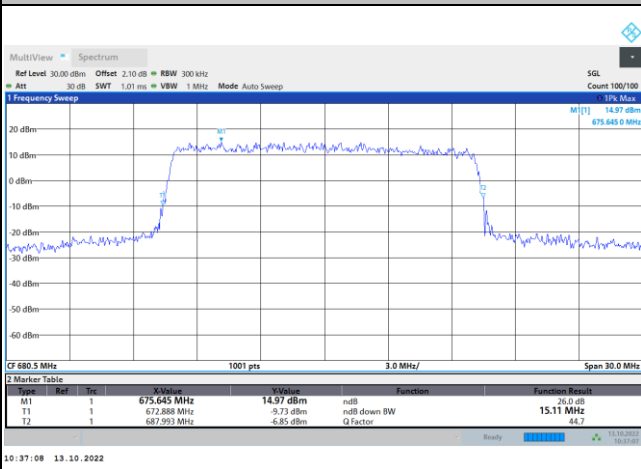 MultiView Spectrum
Ref Level 30.00 dBm Offset 2.10 dB RBW 300 kHz SGL
Att 30 dB SWT 1.01 ms VBW 1 MHz Mode Auto Sweep Count 100/100
1 Frequency Sweep 1Pk Max
M1[1] 14.97 dBm
675.645 0 MHz
M1
20 dBm
10 dBm
0 dBm
T1
T2
-10 dBm
-20 dBm
-30 dBm
-40 dBm
-50 dBm
-60 dBm
CF 680.5 MHz 1001 pts 3.0 MHz/ Span 30.0 MHz
2 Marker Table
Type Ref Trc X-Value Y-Value Function Function Result
M1 1 675.645 MHz 14.97 dBm ndB 26.0 dB
T1 1 672.888 MHz -9.73 dBm ndB down BW 15.11 MHz
T2 1 687.993 MHz -6.85 dBm Q Factor 44.7
Ready 13.10.2022
10:37:07
10:37:08 13.10.2022